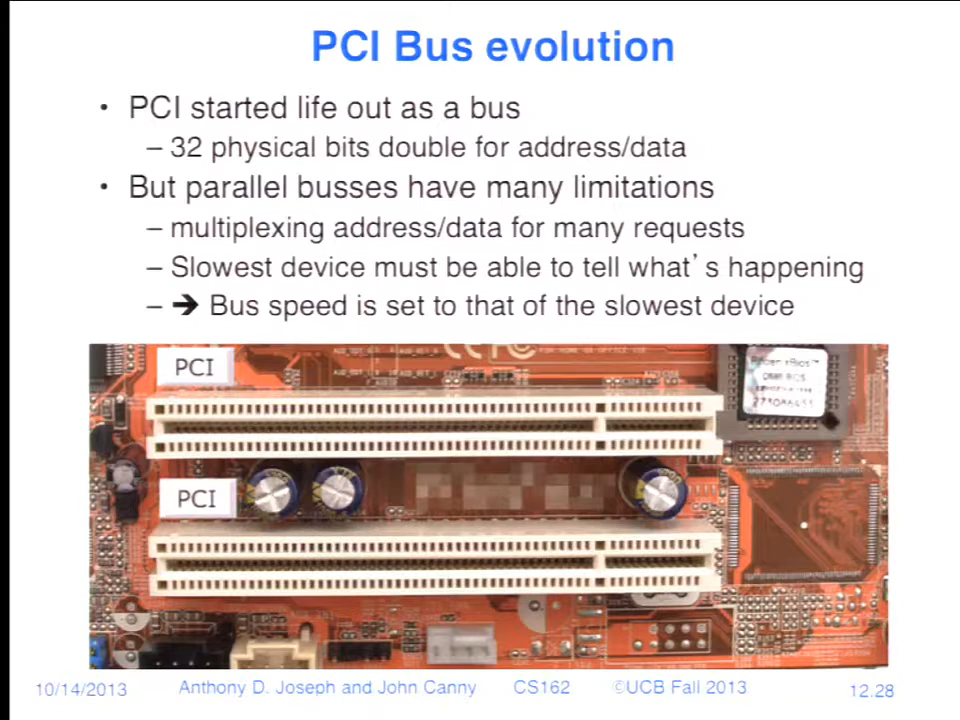 PCI Bus evolution
• PCI started life out as a bus
– 32 physical bits double for address/data
• But parallel busses have many limitations
– multiplexing address/data for many requests
– Slowest device must be able to tell what's happening
– ➔ Bus speed is set to that of the slowest device
PCI
PCI
10/14/2013 Anthony D. Joseph and John Canny CS162 ©UCB Fall 2013 12.28